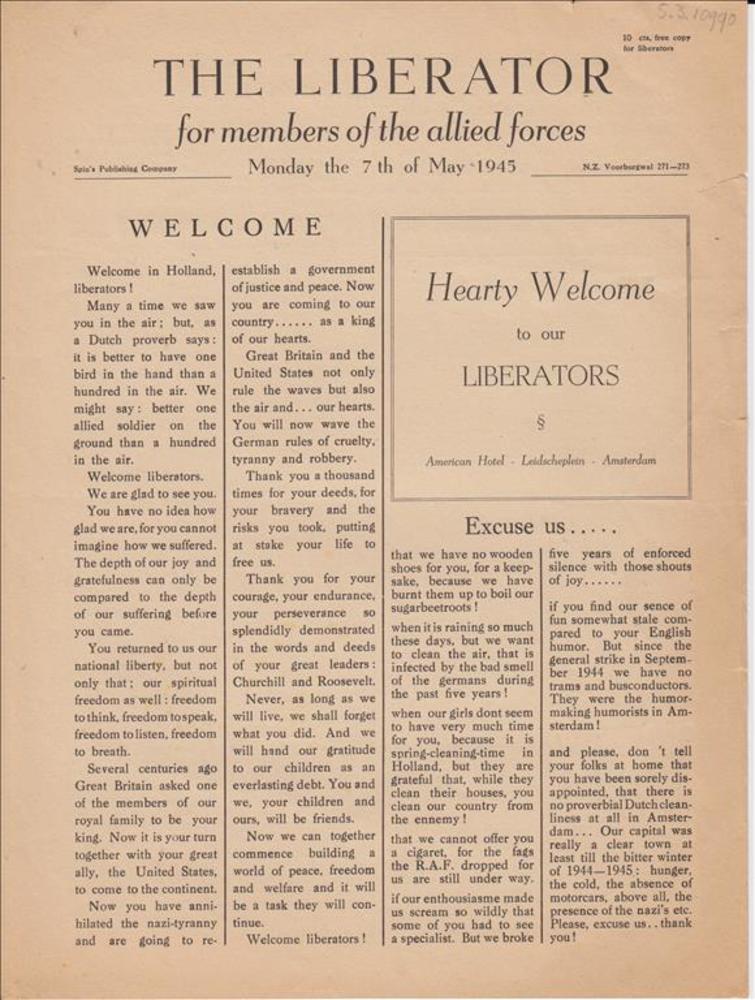 5.3.10990
10 cts, free copy
for liberators
THE LIBERATOR
for members of the allied forces
Spin's Publishing Company
Monday the 7 th of May 1945
N.Z. Voorburgwal 271—273
WELCOME
Welcome in Holland,
liberators !
Many a time we saw
you in the air; but, as
a Dutch proverb says:
it is better to have one
bird in the hand than a
hundred in the air. We
might say: better one
allied soldier on the
ground than a hundred
in the air.
Welcome liberators.
We are glad to see you.
You have no idea how
glad we are, for you cannot
imagine how we suffered.
The depth of our joy and
gratefulness can only be
compared to the depth
of our suffering before
you came.
You returned to us our
national liberty, but not
only that; our spiritual
freedom as well: freedom
to think, freedom to speak,
freedom to listen, freedom
to breath.
Several centuries ago
Great Britain asked one
of the members of our
royal family to be your
king. Now it is your turn
together with your great
ally, the United States,
to come to the continent.
Now you have anni-
hilated the nazi-tyranny
and are going to re-
establish a government
of justice and peace. Now
you are coming to our
country...... as a king
of our hearts.
Great Britain and the
United States not only
rule the waves but also
the air and... our hearts.
You will now wave the
German rules of cruelty,
tyranny and robbery.
Thank you a thousand
times for your deeds, for
your bravery and the
risks you took, putting
at stake your life to
free us.
Thank you for your
courage, your endurance,
your perseverance so
splendidly demonstrated
in the words and deeds
of your great leaders:
Churchill and Roosevelt.
Never, as long as we
will live, we shall forget
what you did. And we
will hand our gratitude
to our children as an
everlasting debt. You and
we, your children and
ours, will be friends.
Now we can together
commence building a
world of peace, freedom
and welfare and it will
be a task they will con-
tinue.
Welcome liberators !
Hearty Welcome
to our
LIBERATORS
§
American Hotel - Leidscheplein - Amsterdam
Excuse us.....
that we have no wooden
shoes for you, for a keep-
sake, because we have
burnt them up to boil our
sugarbeetroots !
when it is raining so much
these days, but we want
to clean the air, that is
infected by the bad smell
of the germans during
the past five years !
when our girls dont seem
to have very much time
for you, because it is
spring-cleaning-time in
Holland, but they are
grateful that, while they
clean their houses, you
clean our country from
the ennemy !
that we cannot offer you
a cigaret, for the fags
the R.A.F. dropped for
us are still under way.
if our enthousiasme made
us scream so wildly that
some of you had to see
a specialist. But we broke
five years of enforced
silence with those shouts
of joy......
if you find our sence of
fun somewhat stale com-
pared to your English
humor. But since the
general strike in Septem-
ber 1944 we have no
trams and busconductors.
They were the humor-
making humorists in Am-
sterdam !
and please, don 't tell
your folks at home that
you have been sorely dis-
appointed, that there is
no proverbial Dutch clean-
liness at all in Amster-
dam... Our capital was
really a clear town at
least till the bitter winter
of 1944—1945: hunger,
the cold, the absence of
motorcars, above all, the
presence of the nazi's etc.
Please, excuse us.. thank
you !